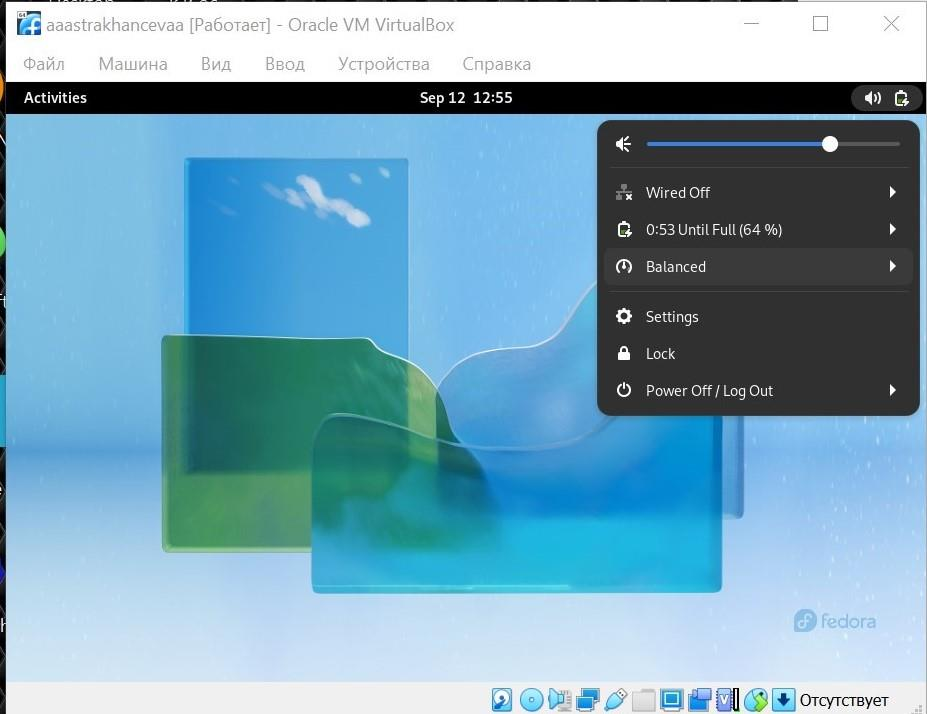 aaastrakhancevaa [Работает] - Oracle VM VirtualBox
Файл Машина Вид Ввод Устройства Справка
Activities Sep 12 12:55
Wired Off
0:53 Until Full (64 %)
Balanced
Settings
Lock
Power Off / Log Out
fedora
Отсутствует